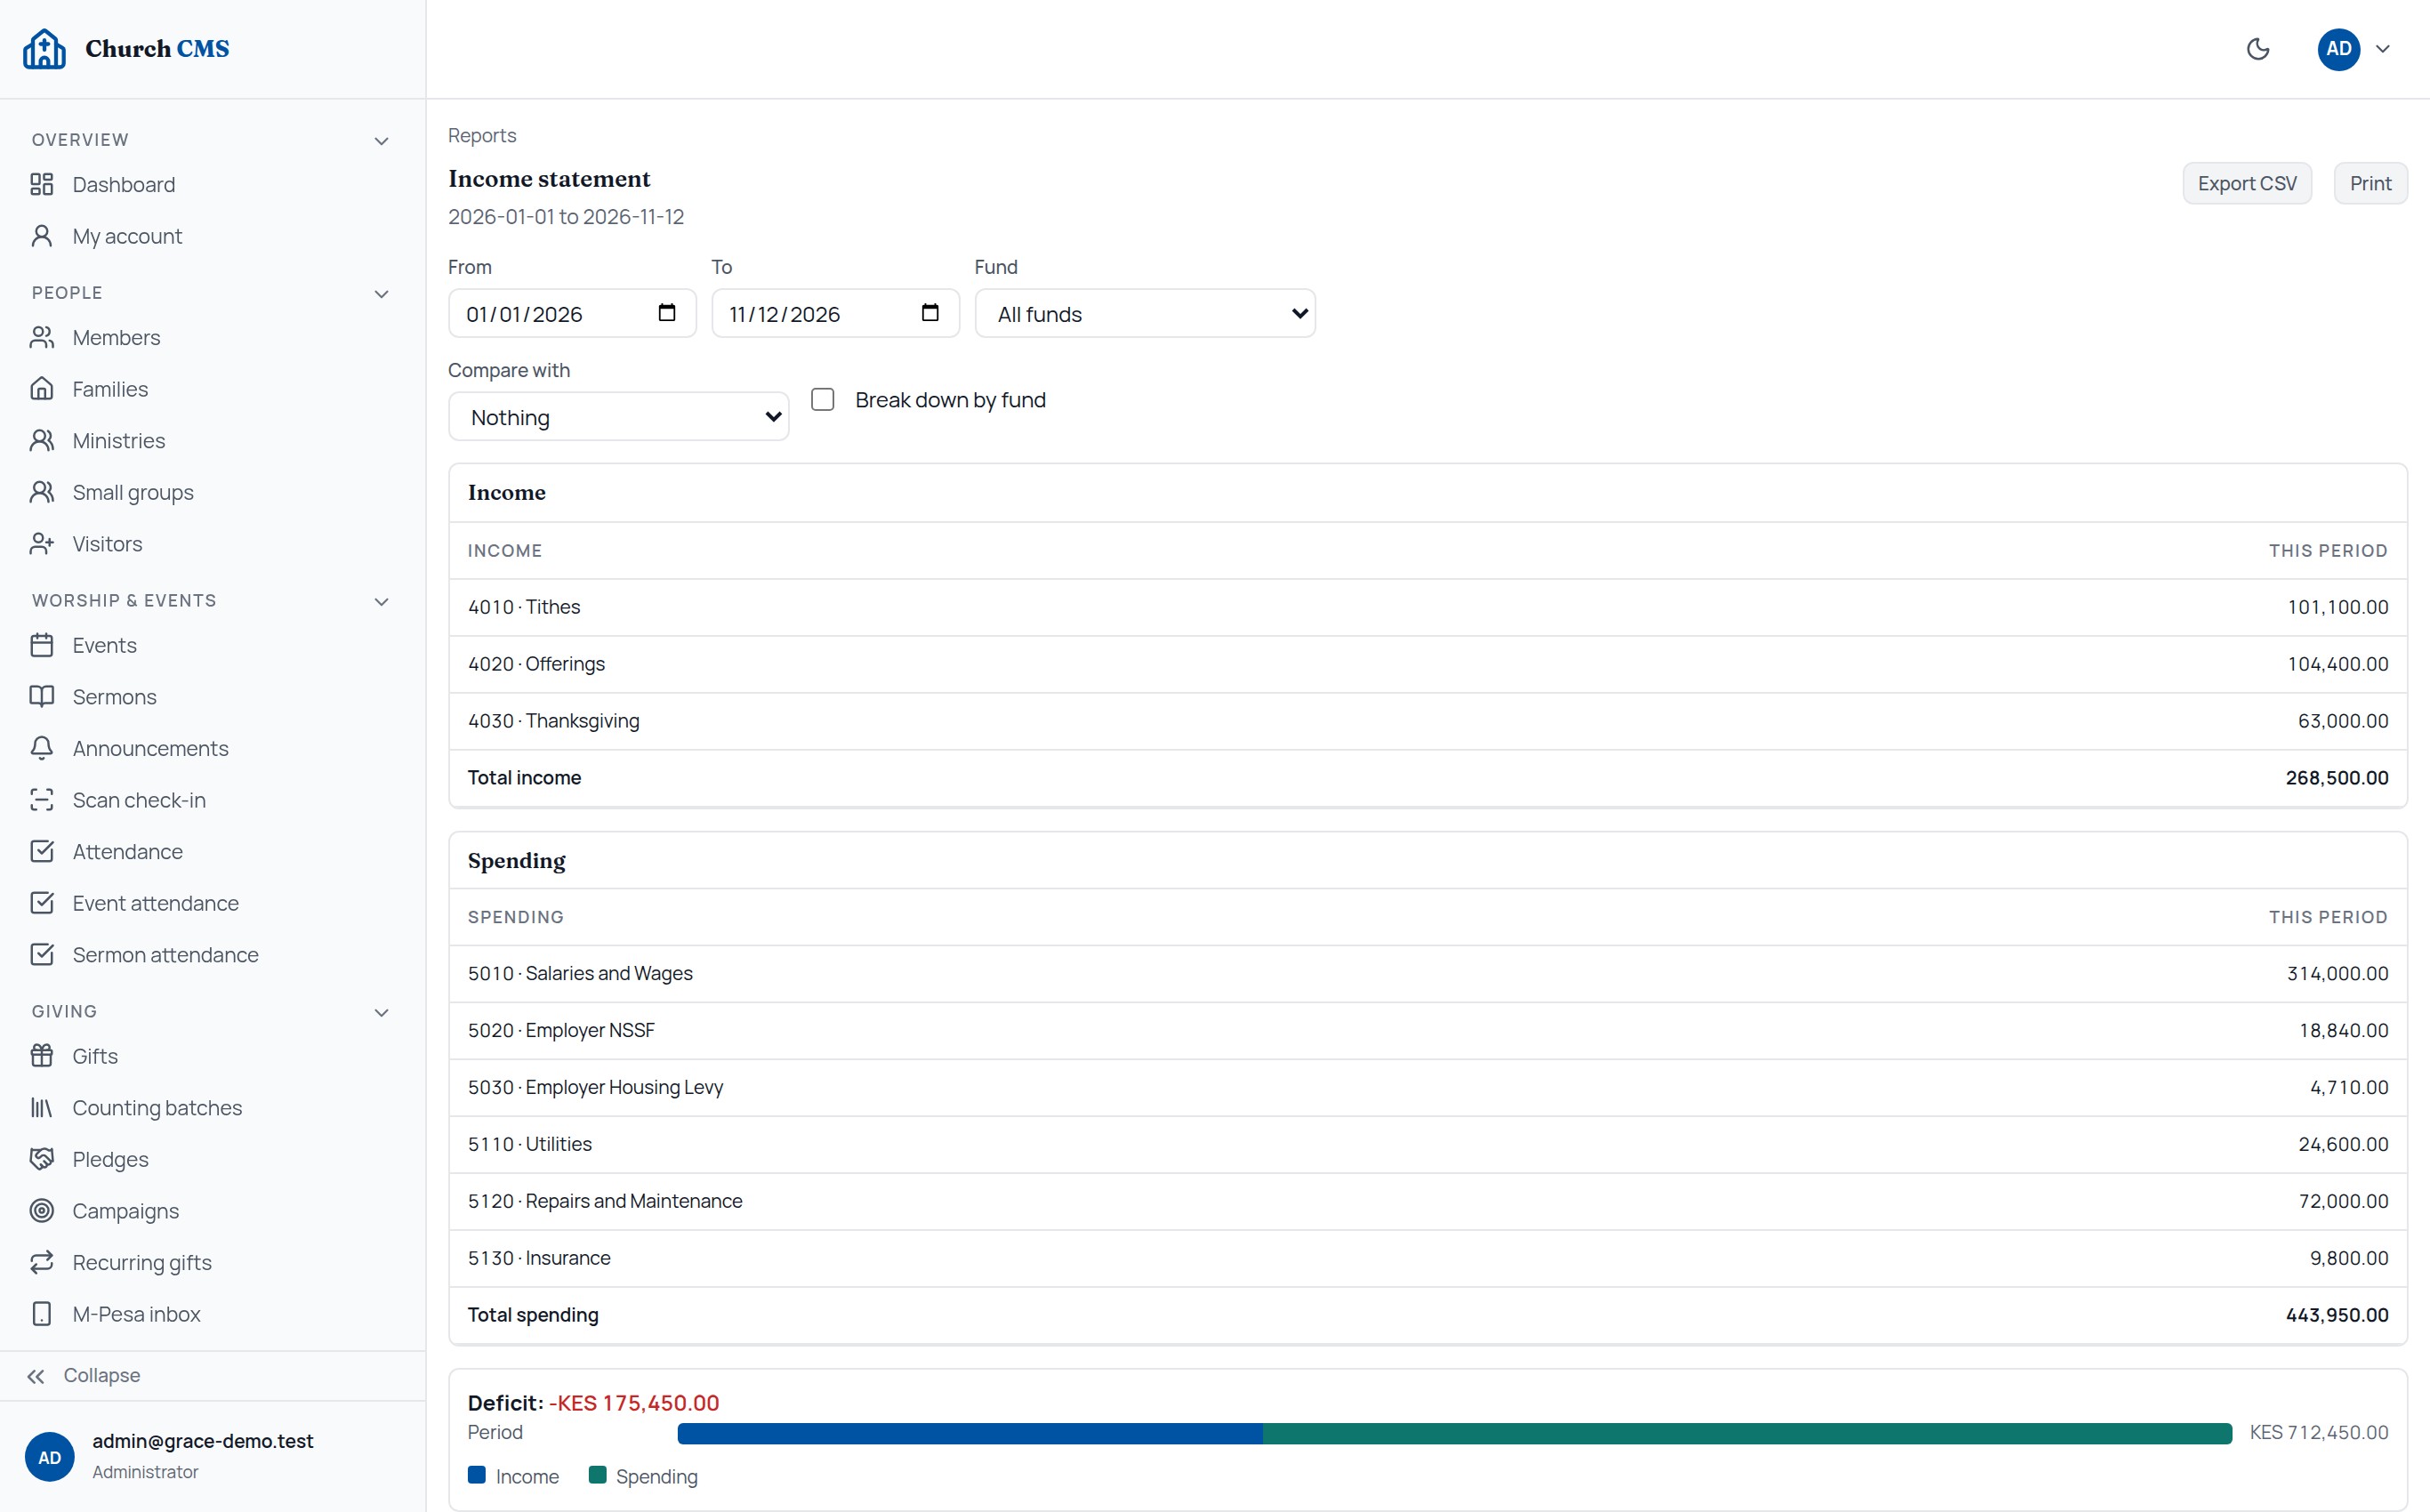 Church CMS
AD
OVERVIEW
Dashboard
My account
PEOPLE
Members
Families
Ministries
Small groups
Visitors
WORSHIP & EVENTS
Events
Sermons
Announcements
Scan check-in
Attendance
Event attendance
Sermon attendance
GIVING
Gifts
Counting batches
Pledges
Campaigns
Recurring gifts
M-Pesa inbox
Collapse
AD
admin@grace-demo.test
Administrator
Reports
Income statement
2026-01-01 to 2026-11-12
Export CSV Print
From To Fund
01/01/2026 11/12/2026 All funds
Compare with
Nothing Break down by fund
Income
INCOME THIS PERIOD
4010 · Tithes 101,100.00
4020 · Offerings 104,400.00
4030 · Thanksgiving 63,000.00
Total income 268,500.00
Spending
SPENDING THIS PERIOD
5010 · Salaries and Wages 314,000.00
5020 · Employer NSSF 18,840.00
5030 · Employer Housing Levy 4,710.00
5110 · Utilities 24,600.00
5120 · Repairs and Maintenance 72,000.00
5130 · Insurance 9,800.00
Total spending 443,950.00
Deficit: -KES 175,450.00
Period KES 712,450.00
Income Spending